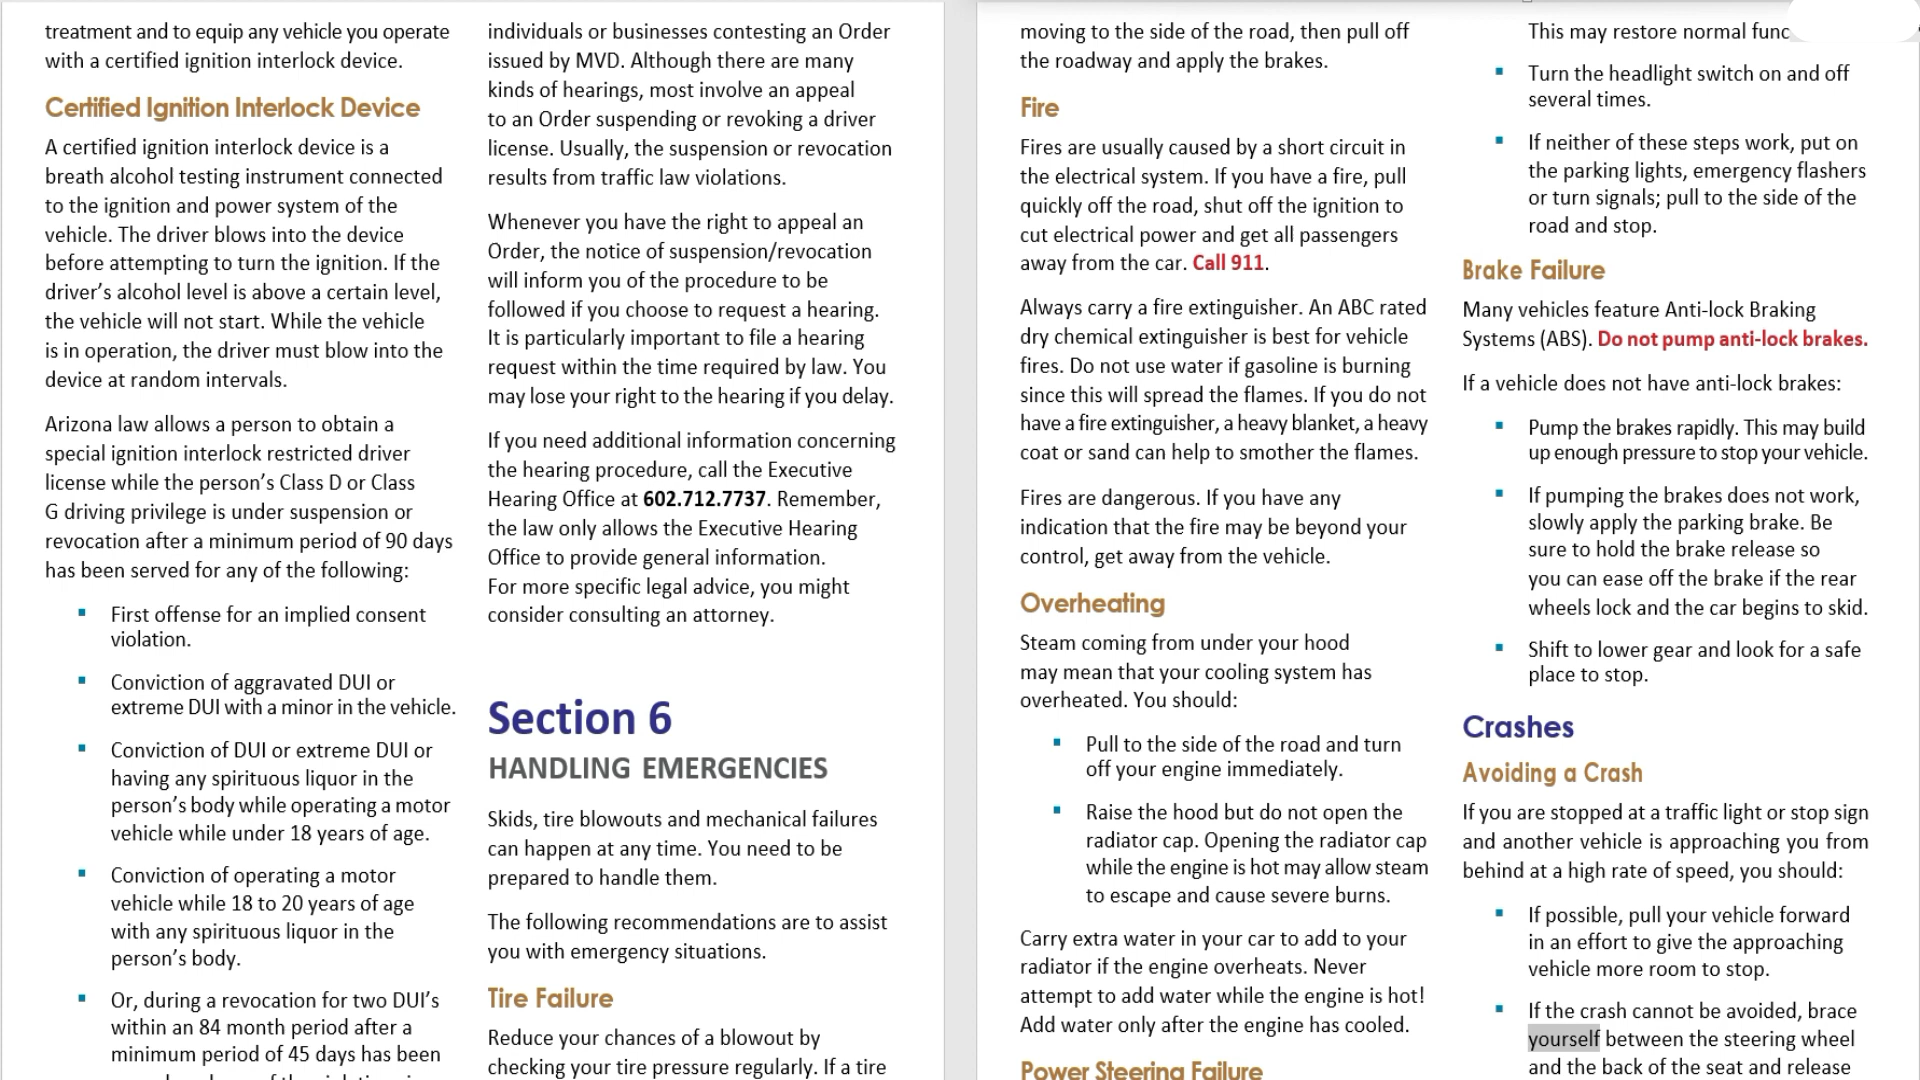 treatment and to equip any vehicle you operate
with a certified ignition interlock device.
Certified Ignition Interlock Device
A certified ignition interlock device is a
breath alcohol testing instrument connected
to the ignition and power system of the
vehicle. The driver blows into the device
before attempting to turn the ignition. If the
driver’s alcohol level is above a certain level,
the vehicle will not start. While the vehicle
is in operation, the driver must blow into the
device at random intervals.
Arizona law allows a person to obtain a
special ignition interlock restricted driver
license while the person’s Class D or Class
G driving privilege is under suspension or
revocation after a minimum period of 90 days
has been served for any of the following:
▪ First offense for an implied consent
violation.
▪ Conviction of aggravated DUI or
extreme DUI with a minor in the vehicle.
▪ Conviction of DUI or extreme DUI or
having any spirituous liquor in the
person’s body while operating a motor
vehicle while under 18 years of age.
▪ Conviction of operating a motor
vehicle while 18 to 20 years of age
with any spirituous liquor in the
person’s body.
▪ Or, during a revocation for two DUI’s
within an 84 month period after a
minimum period of 45 days has been
individuals or businesses contesting an Order
issued by MVD. Although there are many
kinds of hearings, most involve an appeal
to an Order suspending or revoking a driver
license. Usually, the suspension or revocation
results from traffic law violations.
Whenever you have the right to appeal an
Order, the notice of suspension/revocation
will inform you of the procedure to be
followed if you choose to request a hearing.
It is particularly important to file a hearing
request within the time required by law. You
may lose your right to the hearing if you delay.
If you need additional information concerning
the hearing procedure, call the Executive
Hearing Office at 602.712.7737. Remember,
the law only allows the Executive Hearing
Office to provide general information.
For more specific legal advice, you might
consider consulting an attorney.
Section 6
HANDLING EMERGENCIES
Skids, tire blowouts and mechanical failures
can happen at any time. You need to be
prepared to handle them.
The following recommendations are to assist
you with emergency situations.
Tire Failure
Reduce your chances of a blowout by
checking your tire pressure regularly. If a tire
moving to the side of the road, then pull off
the roadway and apply the brakes.
Fire
Fires are usually caused by a short circuit in
the electrical system. If you have a fire, pull
quickly off the road, shut off the ignition to
cut electrical power and get all passengers
away from the car. Call 911.
Always carry a fire extinguisher. An ABC rated
dry chemical extinguisher is best for vehicle
fires. Do not use water if gasoline is burning
since this will spread the flames. If you do not
have a fire extinguisher, a heavy blanket, a heavy
coat or sand can help to smother the flames.
Fires are dangerous. If you have any
indication that the fire may be beyond your
control, get away from the vehicle.
Overheating
Steam coming from under your hood
may mean that your cooling system has
overheated. You should:
▪ Pull to the side of the road and turn
off your engine immediately.
▪ Raise the hood but do not open the
radiator cap. Opening the radiator cap
while the engine is hot may allow steam
to escape and cause severe burns.
Carry extra water in your car to add to your
radiator if the engine overheats. Never
attempt to add water while the engine is hot!
Add water only after the engine has cooled.
Power Steering Failure
This may restore normal func
▪ Turn the headlight switch on and off
several times.
▪ If neither of these steps work, put on
the parking lights, emergency flashers
or turn signals; pull to the side of the
road and stop.
Brake Failure
Many vehicles feature Anti-lock Braking
Systems (ABS). Do not pump anti-lock brakes.
If a vehicle does not have anti-lock brakes:
▪ Pump the brakes rapidly. This may build
up enough pressure to stop your vehicle.
▪ If pumping the brakes does not work,
slowly apply the parking brake. Be
sure to hold the brake release so
you can ease off the brake if the rear
wheels lock and the car begins to skid.
▪ Shift to lower gear and look for a safe
place to stop.
Crashes
Avoiding a Crash
If you are stopped at a traffic light or stop sign
and another vehicle is approaching you from
behind at a high rate of speed, you should:
▪ If possible, pull your vehicle forward
in an effort to give the approaching
vehicle more room to stop.
▪ If the crash cannot be avoided, brace
yourself between the steering wheel
and the back of the seat and release